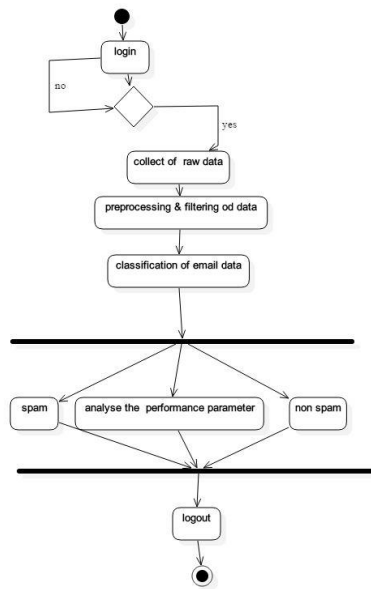 login
no
yes
collect of raw data
preprocessing & filtering od data
classification of email data
spam
analyse the performance parameter
non spam
logout